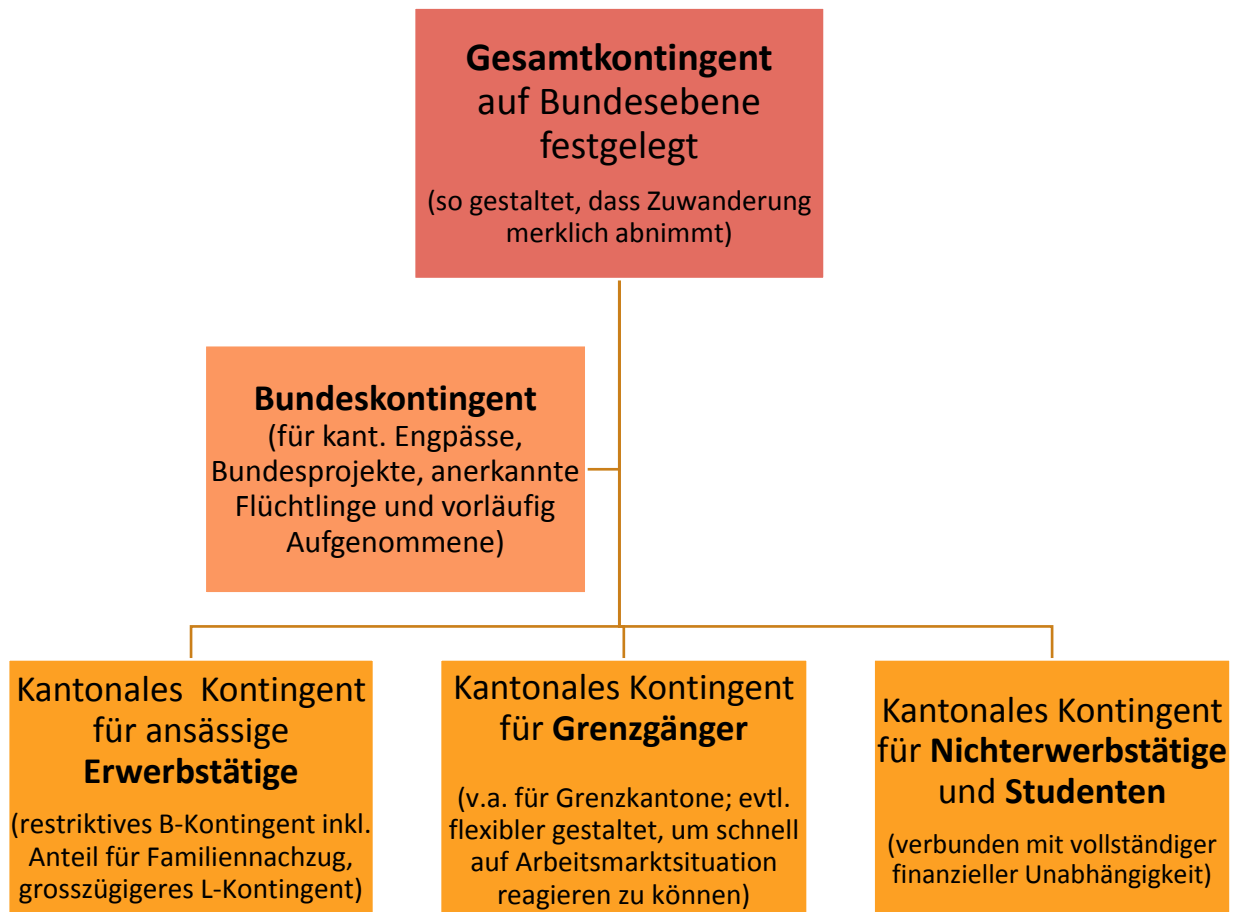 Gesamtkontingent
auf Bundesebene
festgelegt
(so gestaltet, dass Zuwanderung
merklich abnimmt)
Bundeskontingent
(für kant. Engpässe,
Bundesprojekte, anerkannte
Flüchtlinge und vorläufig
Aufgenommene)
Kantonales Kontingent
für ansässige
Erwerbstätige
(restriktives B-Kontingent inkl.
Anteil für Familiennachzug,
grosszügigeres L-Kontingent)
Kantonales Kontingent
für Grenzgänger
(v.a. für Grenzkantone; evtl.
flexibler gestaltet, um schnell
auf Arbeitsmarktsituation
reagieren zu können)
Kantonales Kontingent
für Nichterwerbstätige
und Studenten
(verbunden mit vollständiger
finanzieller Unabhängigkeit)